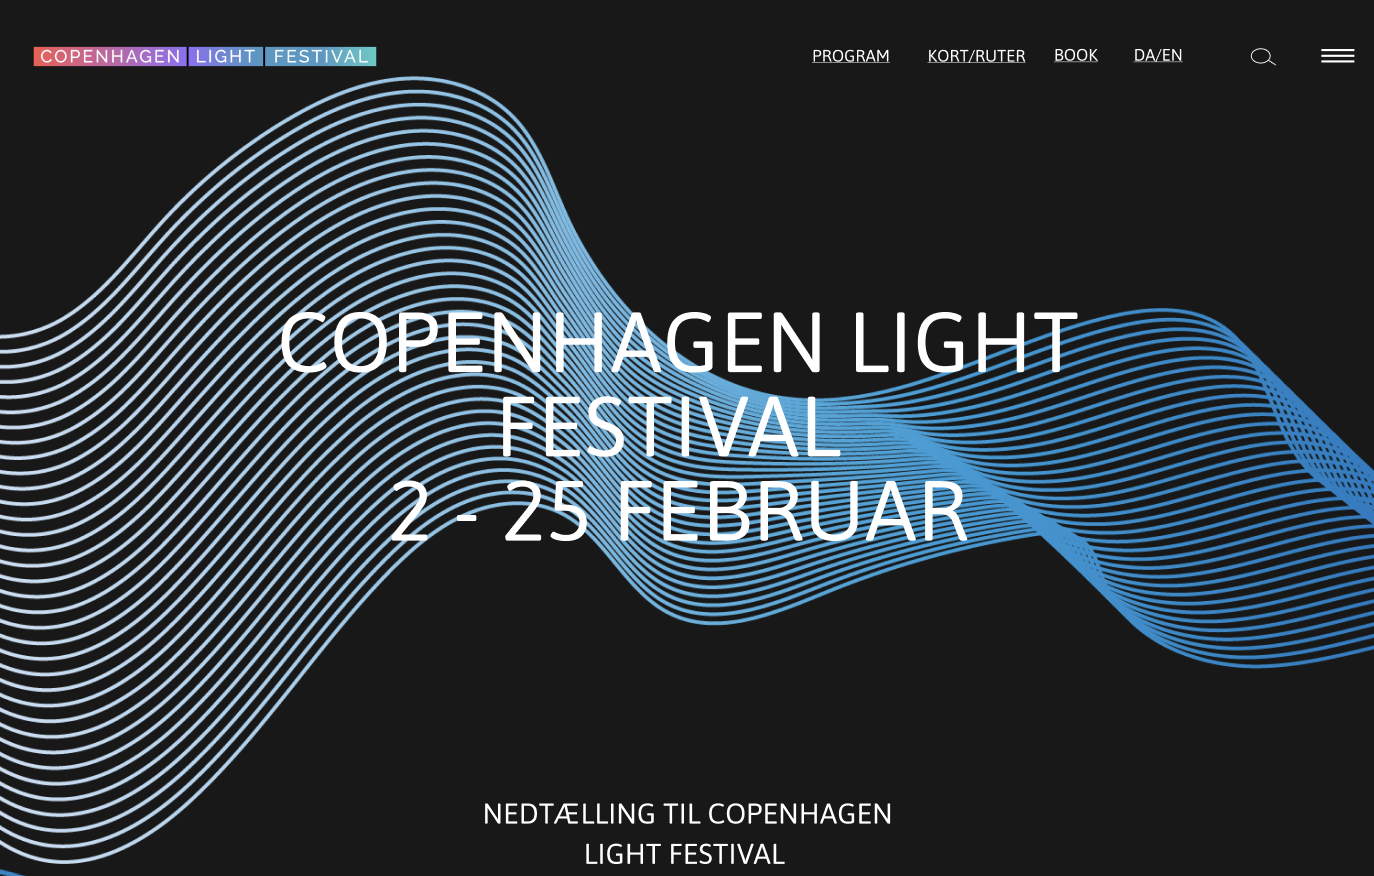 COPENHAGEN LIGHT FESTIVAL
PROGRAM KORT/RUTER BOOK DA/EN
COPENHAGEN LIGHT
FESTIVAL
2 - 25 FEBRUAR
NEDTÆLLING TIL COPENHAGEN
LIGHT FESTIVAL